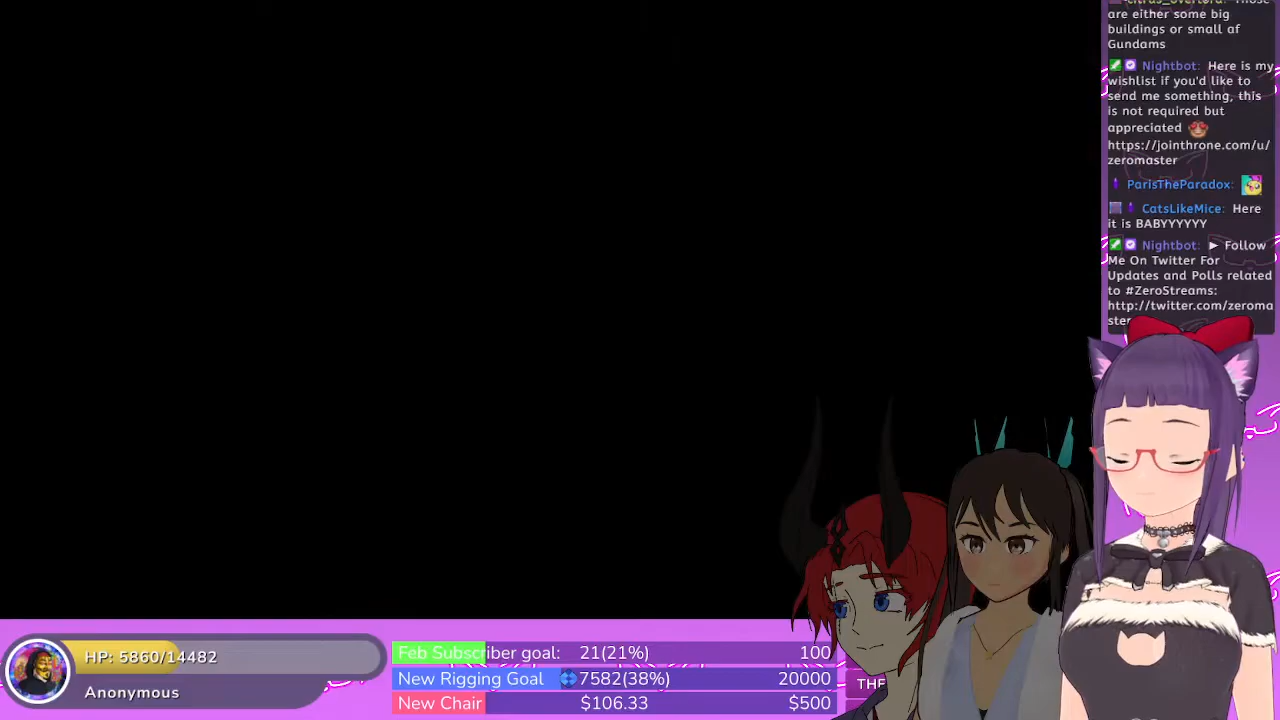 citrus_overlord: Those
are either some big
buildings or small af
Gundams
Nightbot: Here is my
wishlist if you'd like to
send me something, this
is not required but
appreciated
https://jointhrone.com/u/
zeromaster
ParisTheParadox:
CatsLikeMice: Here
it is BABYYYYYY
Nightbot: ► Follow
Me On Twitter For
Updates and Polls related
to #ZeroStreams:
http://twitter.com/zeroma
ster
HP: 5860/14482
Anonymous
Feb Subscriber goal: 21(21%) 100
New Rigging Goal 7582(38%) 20000
New Chair $106.33 $500
THE